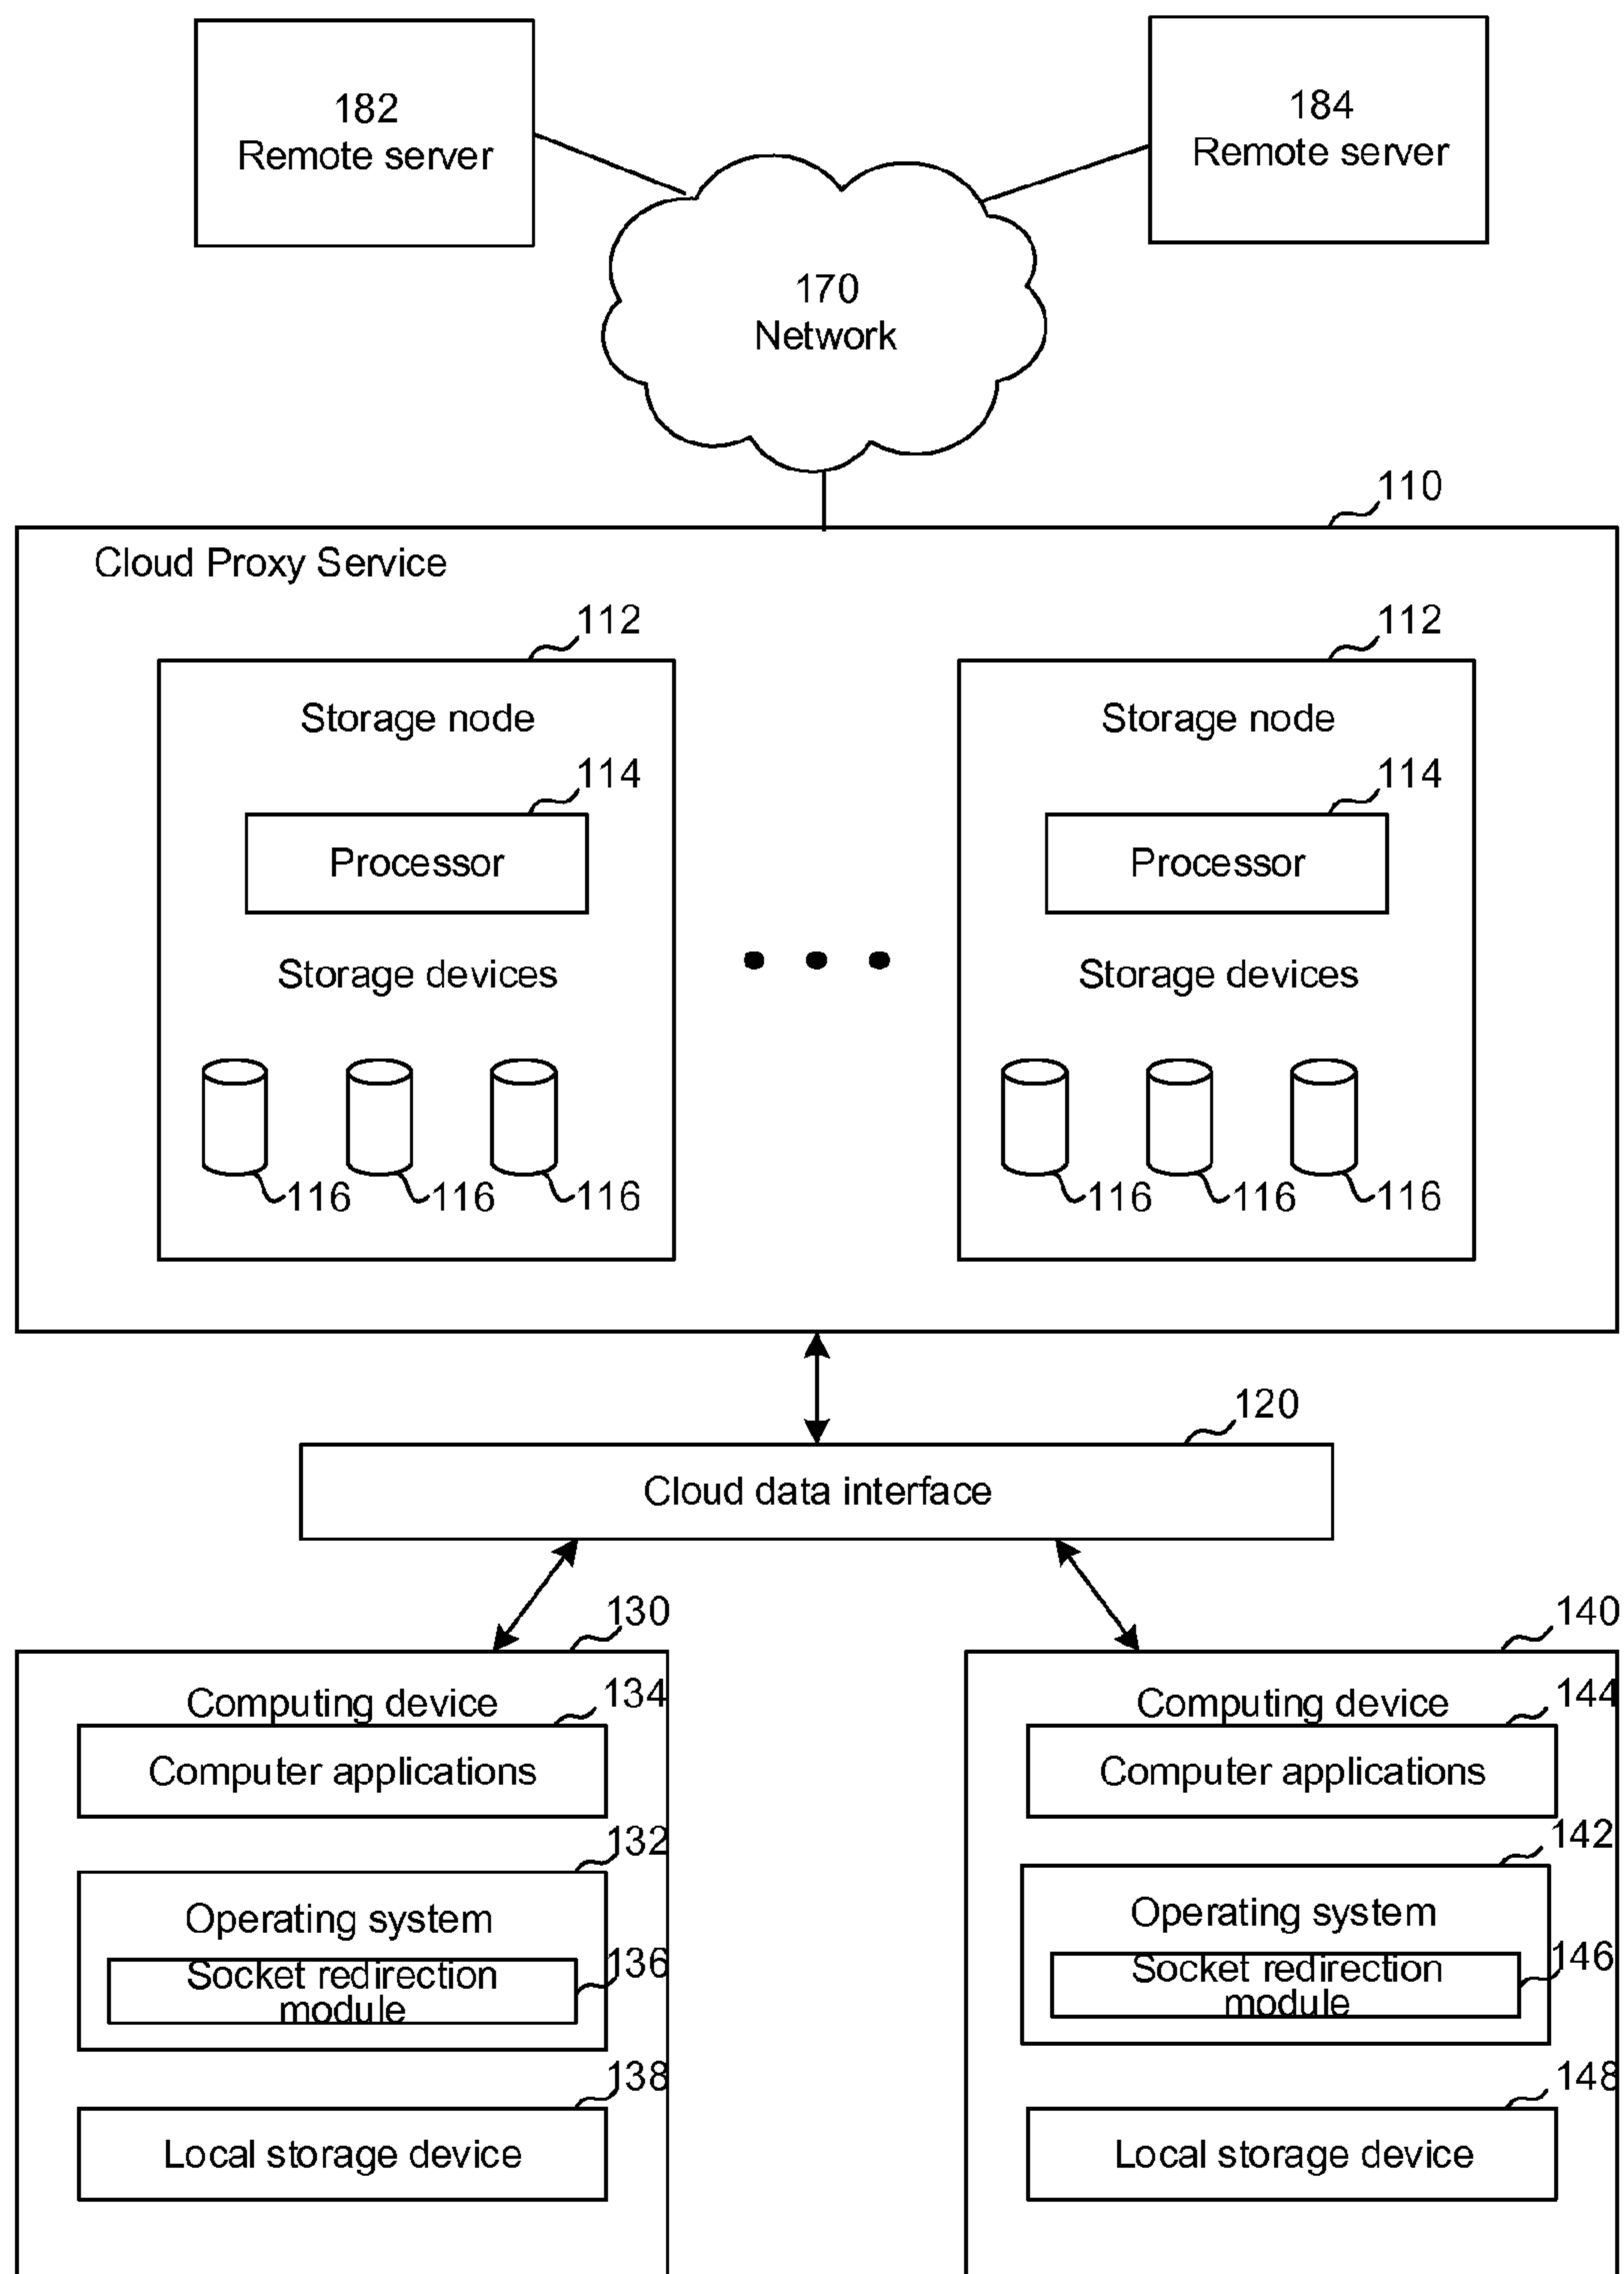 182
Remote server
184
Remote server
170
Network
110
Cloud Proxy Service
112
112
Storage node
Storage node
114
114
Processor
Processor
Storage devices
Storage devices
116
116
116
116
116
116
120
Cloud data interface
130
140
Computing device
134
Computing device
144
Computer applications
Computer applications
132
142
Operating system
Operating system
136
146
Socket redirection
module
Socket redirection
module
138
148
Local storage device
Local storage device